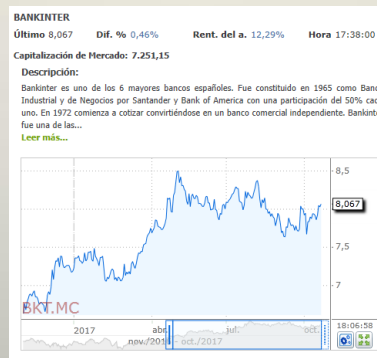 BANKINTER
Último 8,067 Dif. % 0,46% Rent. del a. 12,29% Hora 17:38:00
Capitalización de Mercado: 7.251,15
Descripción:
Bankinter es uno de los 6 mayores bancos españoles. Fue constituido en 1965 como Banc
Industrial y de Negocios por Santander y Bank of America con una participación del 50% cad
uno. En 1972 comienza a cotizar convirtiéndose en un banco comercial independiente. Bankint
fue una de las...
Leer más...
8,5
8,067
7,5
7
BKT.MC
2017 abr. jul. oct.
nov./2016 oct./2017
18:06:58